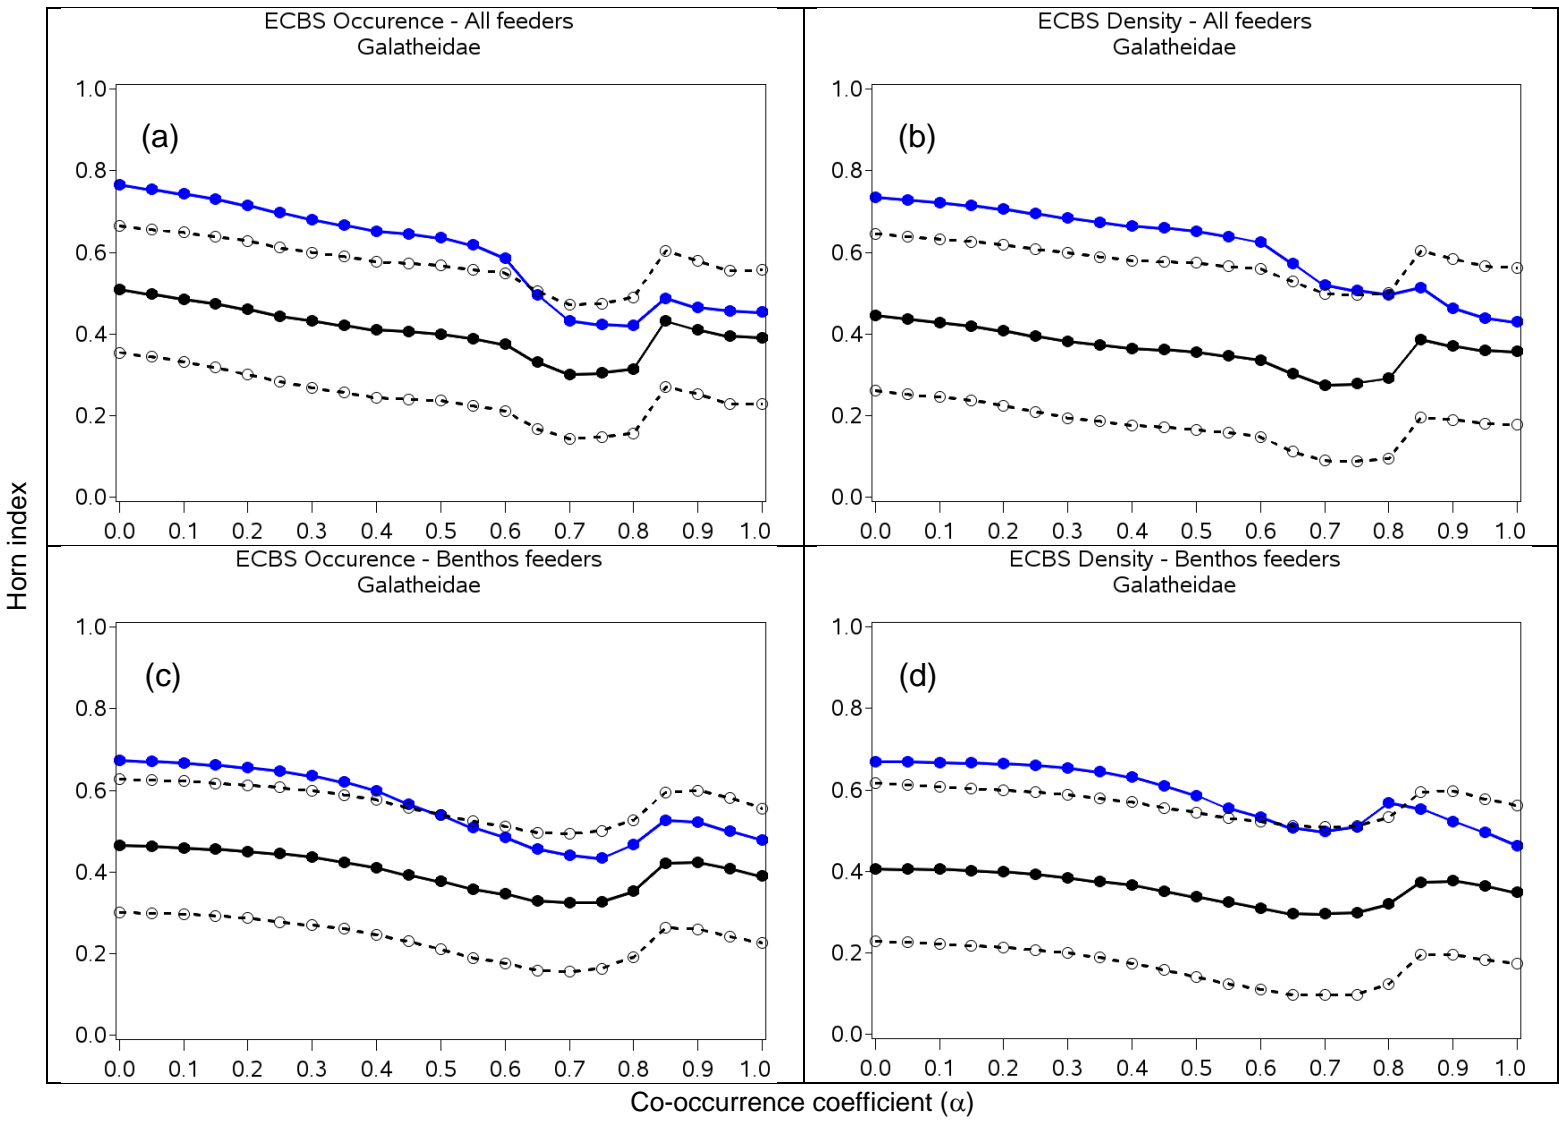 ECBS Occurence - All feeders
Galatheidae
(a)
1.0
0.8
0.6
0.4
0.2
0.0
0.0 0.1 0.2 0.3 0.4 0.5 0.6 0.7 0.8 0.9 1.0
ECBS Density - All feeders
Galatheidae
(b)
1.0
0.8
0.6
0.4
0.2
0.0
0.0 0.1 0.2 0.3 0.4 0.5 0.6 0.7 0.8 0.9 1.0
Horn index
ECBS Occurence - Benthos feeders
Galatheidae
(c)
1.0
0.8
0.6
0.4
0.2
0.0
0.0 0.1 0.2 0.3 0.4 0.5 0.6 0.7 0.8 0.9 1.0
ECBS Density - Benthos feeders
Galatheidae
(d)
1.0
0.8
0.6
0.4
0.2
0.0
0.0 0.1 0.2 0.3 0.4 0.5 0.6 0.7 0.8 0.9 1.0
Co-occurrence coefficient (α)